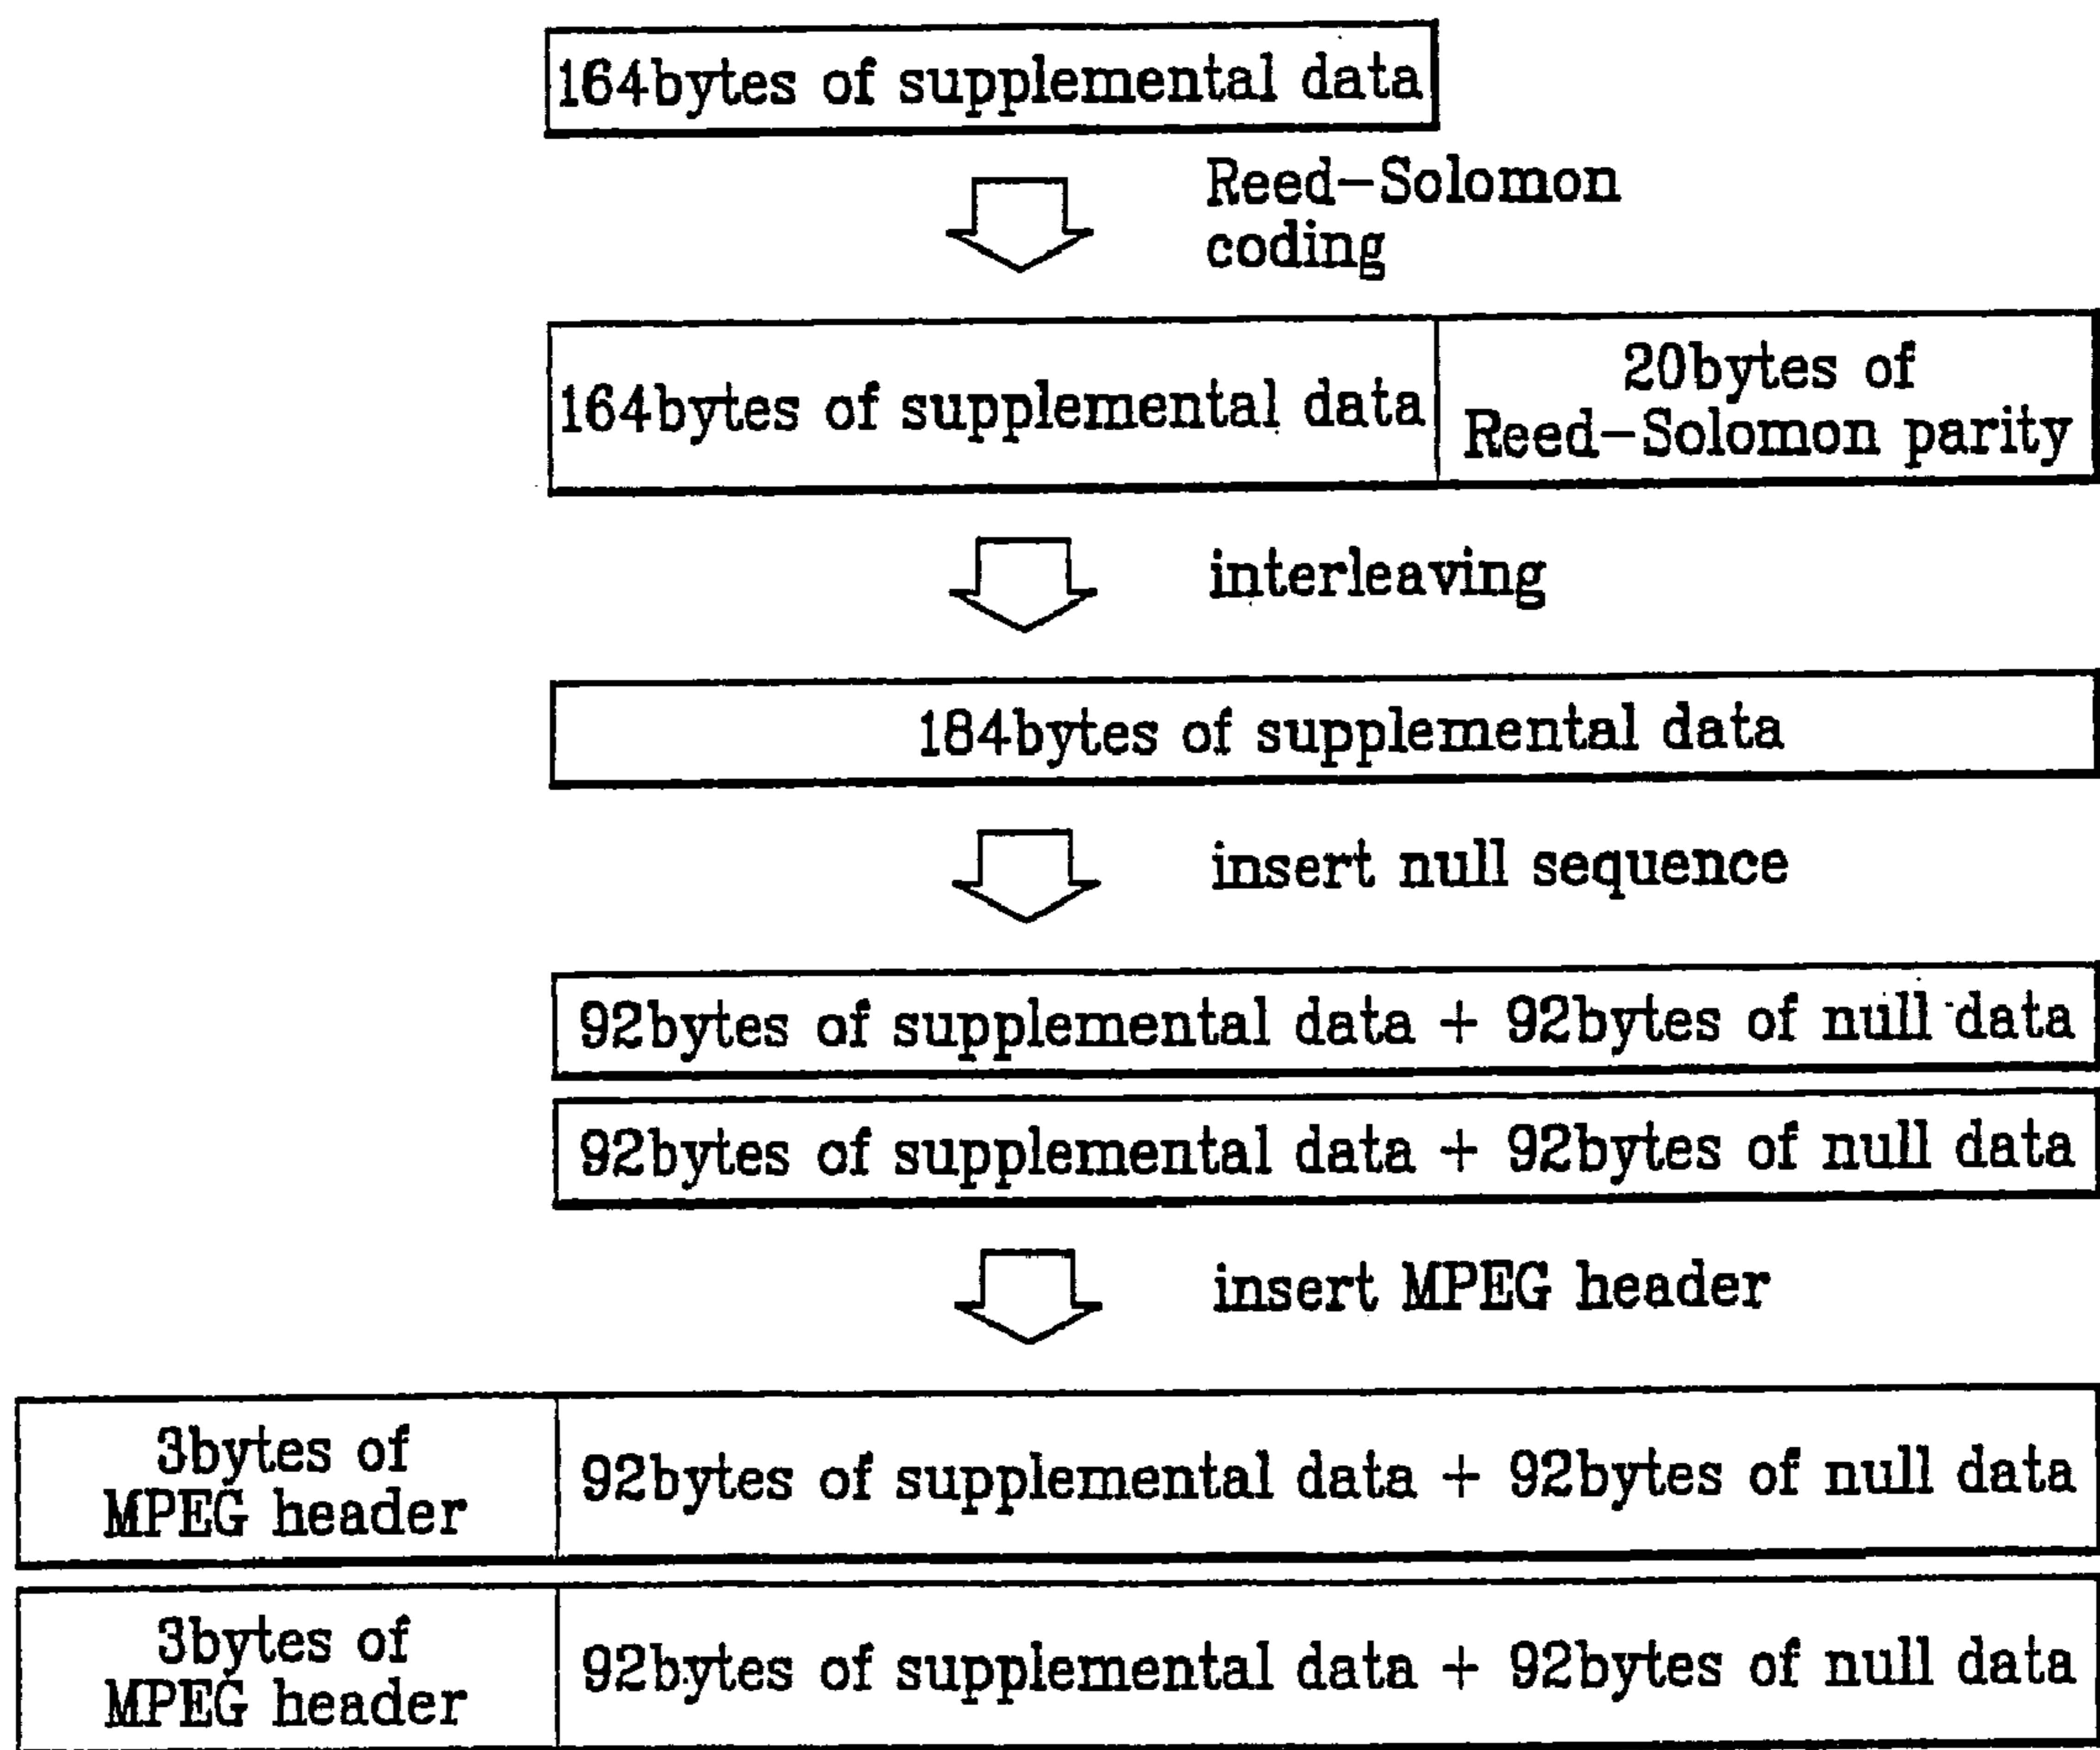 164bytes of supplemental data
Reed-Solomon
coding
164bytes of supplemental data
20bytes of
Reed-Solomon parity
interleaving
184bytes of supplemental data
insert null sequence
92bytes of supplemental data + 92bytes of null data
92bytes of supplemental data + 92bytes of null data
insert MPEG header
3bytes of
MPEG header
92bytes of supplemental data + 92bytes of null data
3bytes of
MPEG header
92bytes of supplemental data + 92bytes of null data